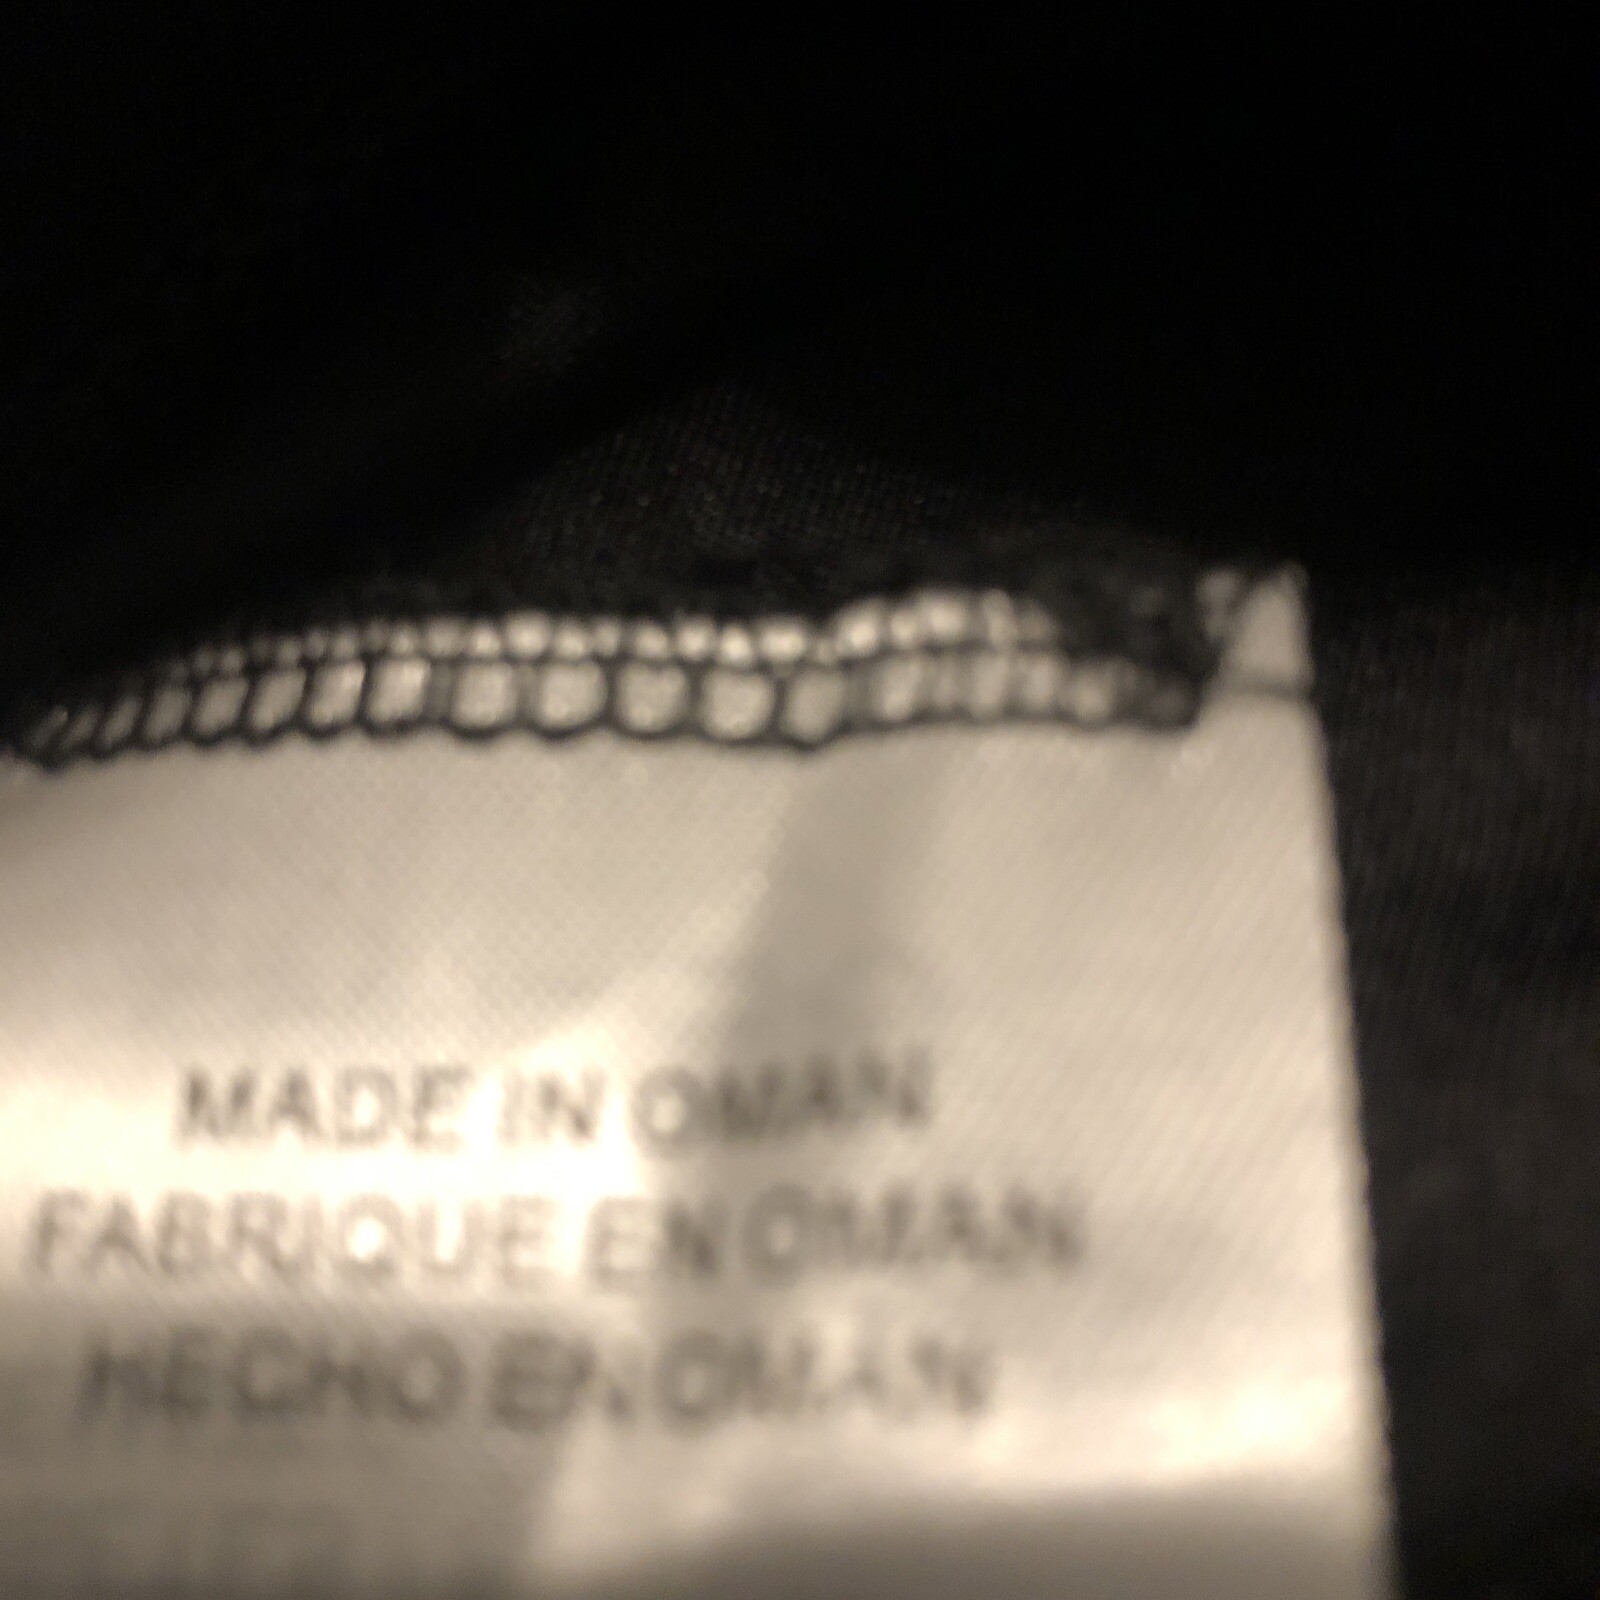 MADE IN OMAN
FABRIQUE EN OMAN
HECHO EN OMAN